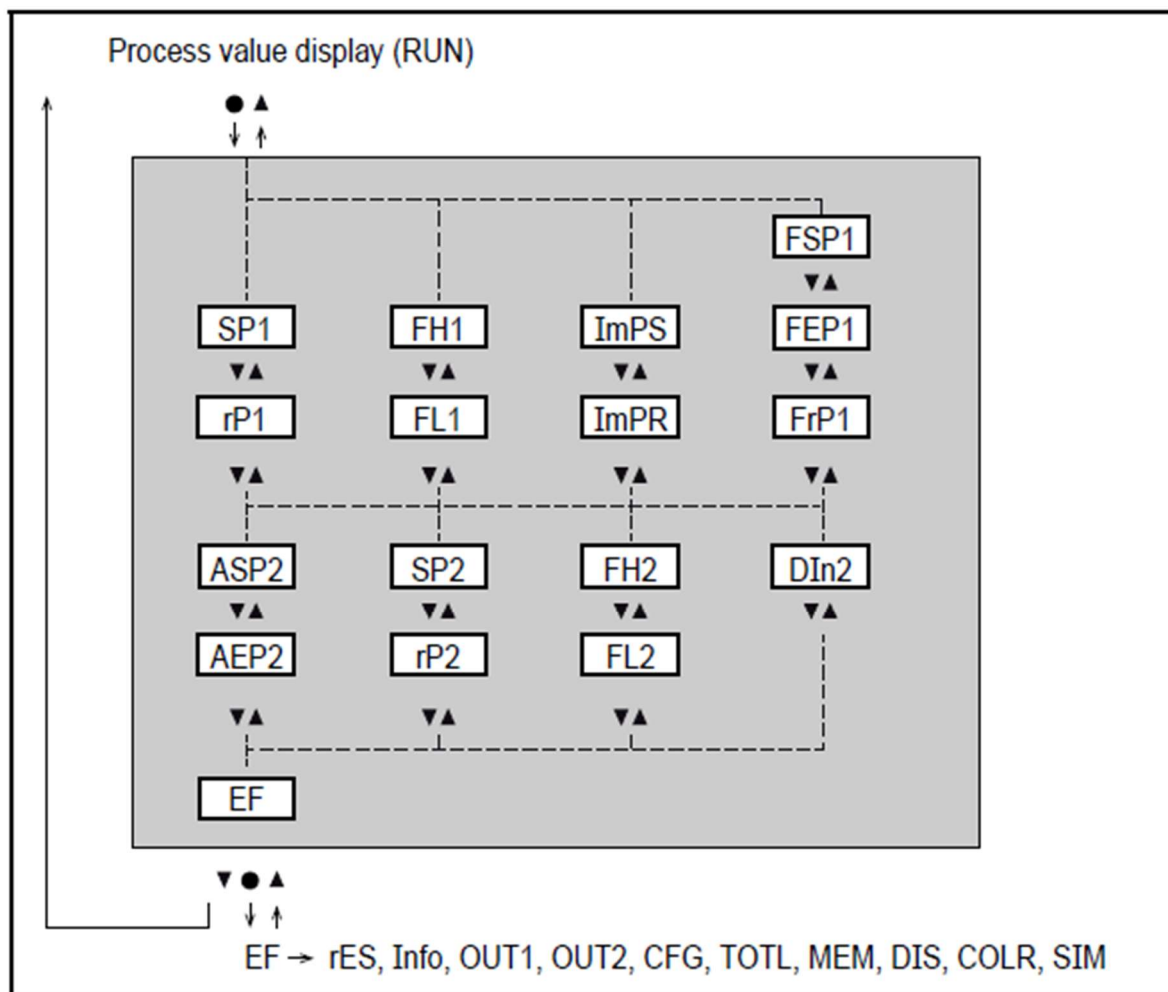 Process value display (RUN)
FSP1
SP1 FH1 ImPS FEP1
rP1 FL1 ImPR FrP1
ASP2 SP2 FH2 DIn2
AEP2 rP2 FL2
EF
EF → rES, Info, OUT1, OUT2, CFG, TOTL, MEM, DIS, COLR, SIM